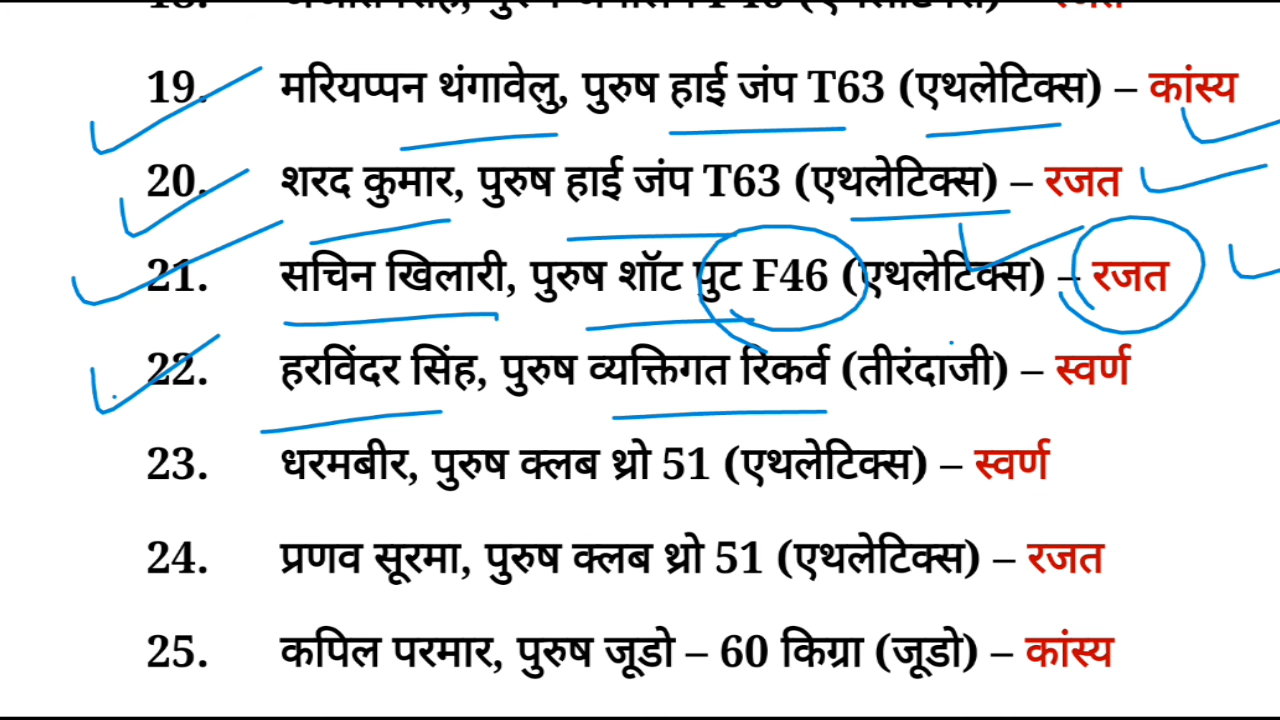 19. मरियप्पन थंगावेलु, पुरुष हाई जंप T63 (एथलेटिक्स) – कांस्य
20. शरद कुमार, पुरुष हाई जंप T63 (एथलेटिक्स) – रजत
21. सचिन खिलारी, पुरुष शॉट पुट F46 (एथलेटिक्स) – रजत
22. हरविंदर सिंह, पुरुष व्यक्तिगत रिकर्व (तीरंदाजी) – स्वर्ण
23. धरमबीर, पुरुष क्लब थ्रो 51 (एथलेटिक्स) – स्वर्ण
24. प्रणव सूरमा, पुरुष क्लब थ्रो 51 (एथलेटिक्स) – रजत
25. कपिल परमार, पुरुष जूडो – 60 किग्रा (जूडो) – कांस्य